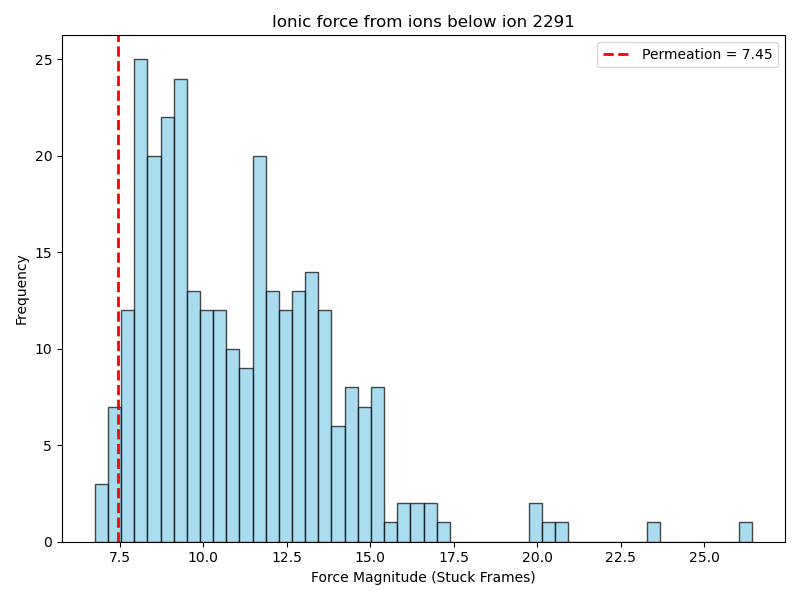 Ionic force from ions below ion 2291
Permeation = 7.45
25
20
15
10
5
0
Frequency
7.5 10.0 12.5 15.0 17.5 20.0 22.5 25.0
Force Magnitude (Stuck Frames)